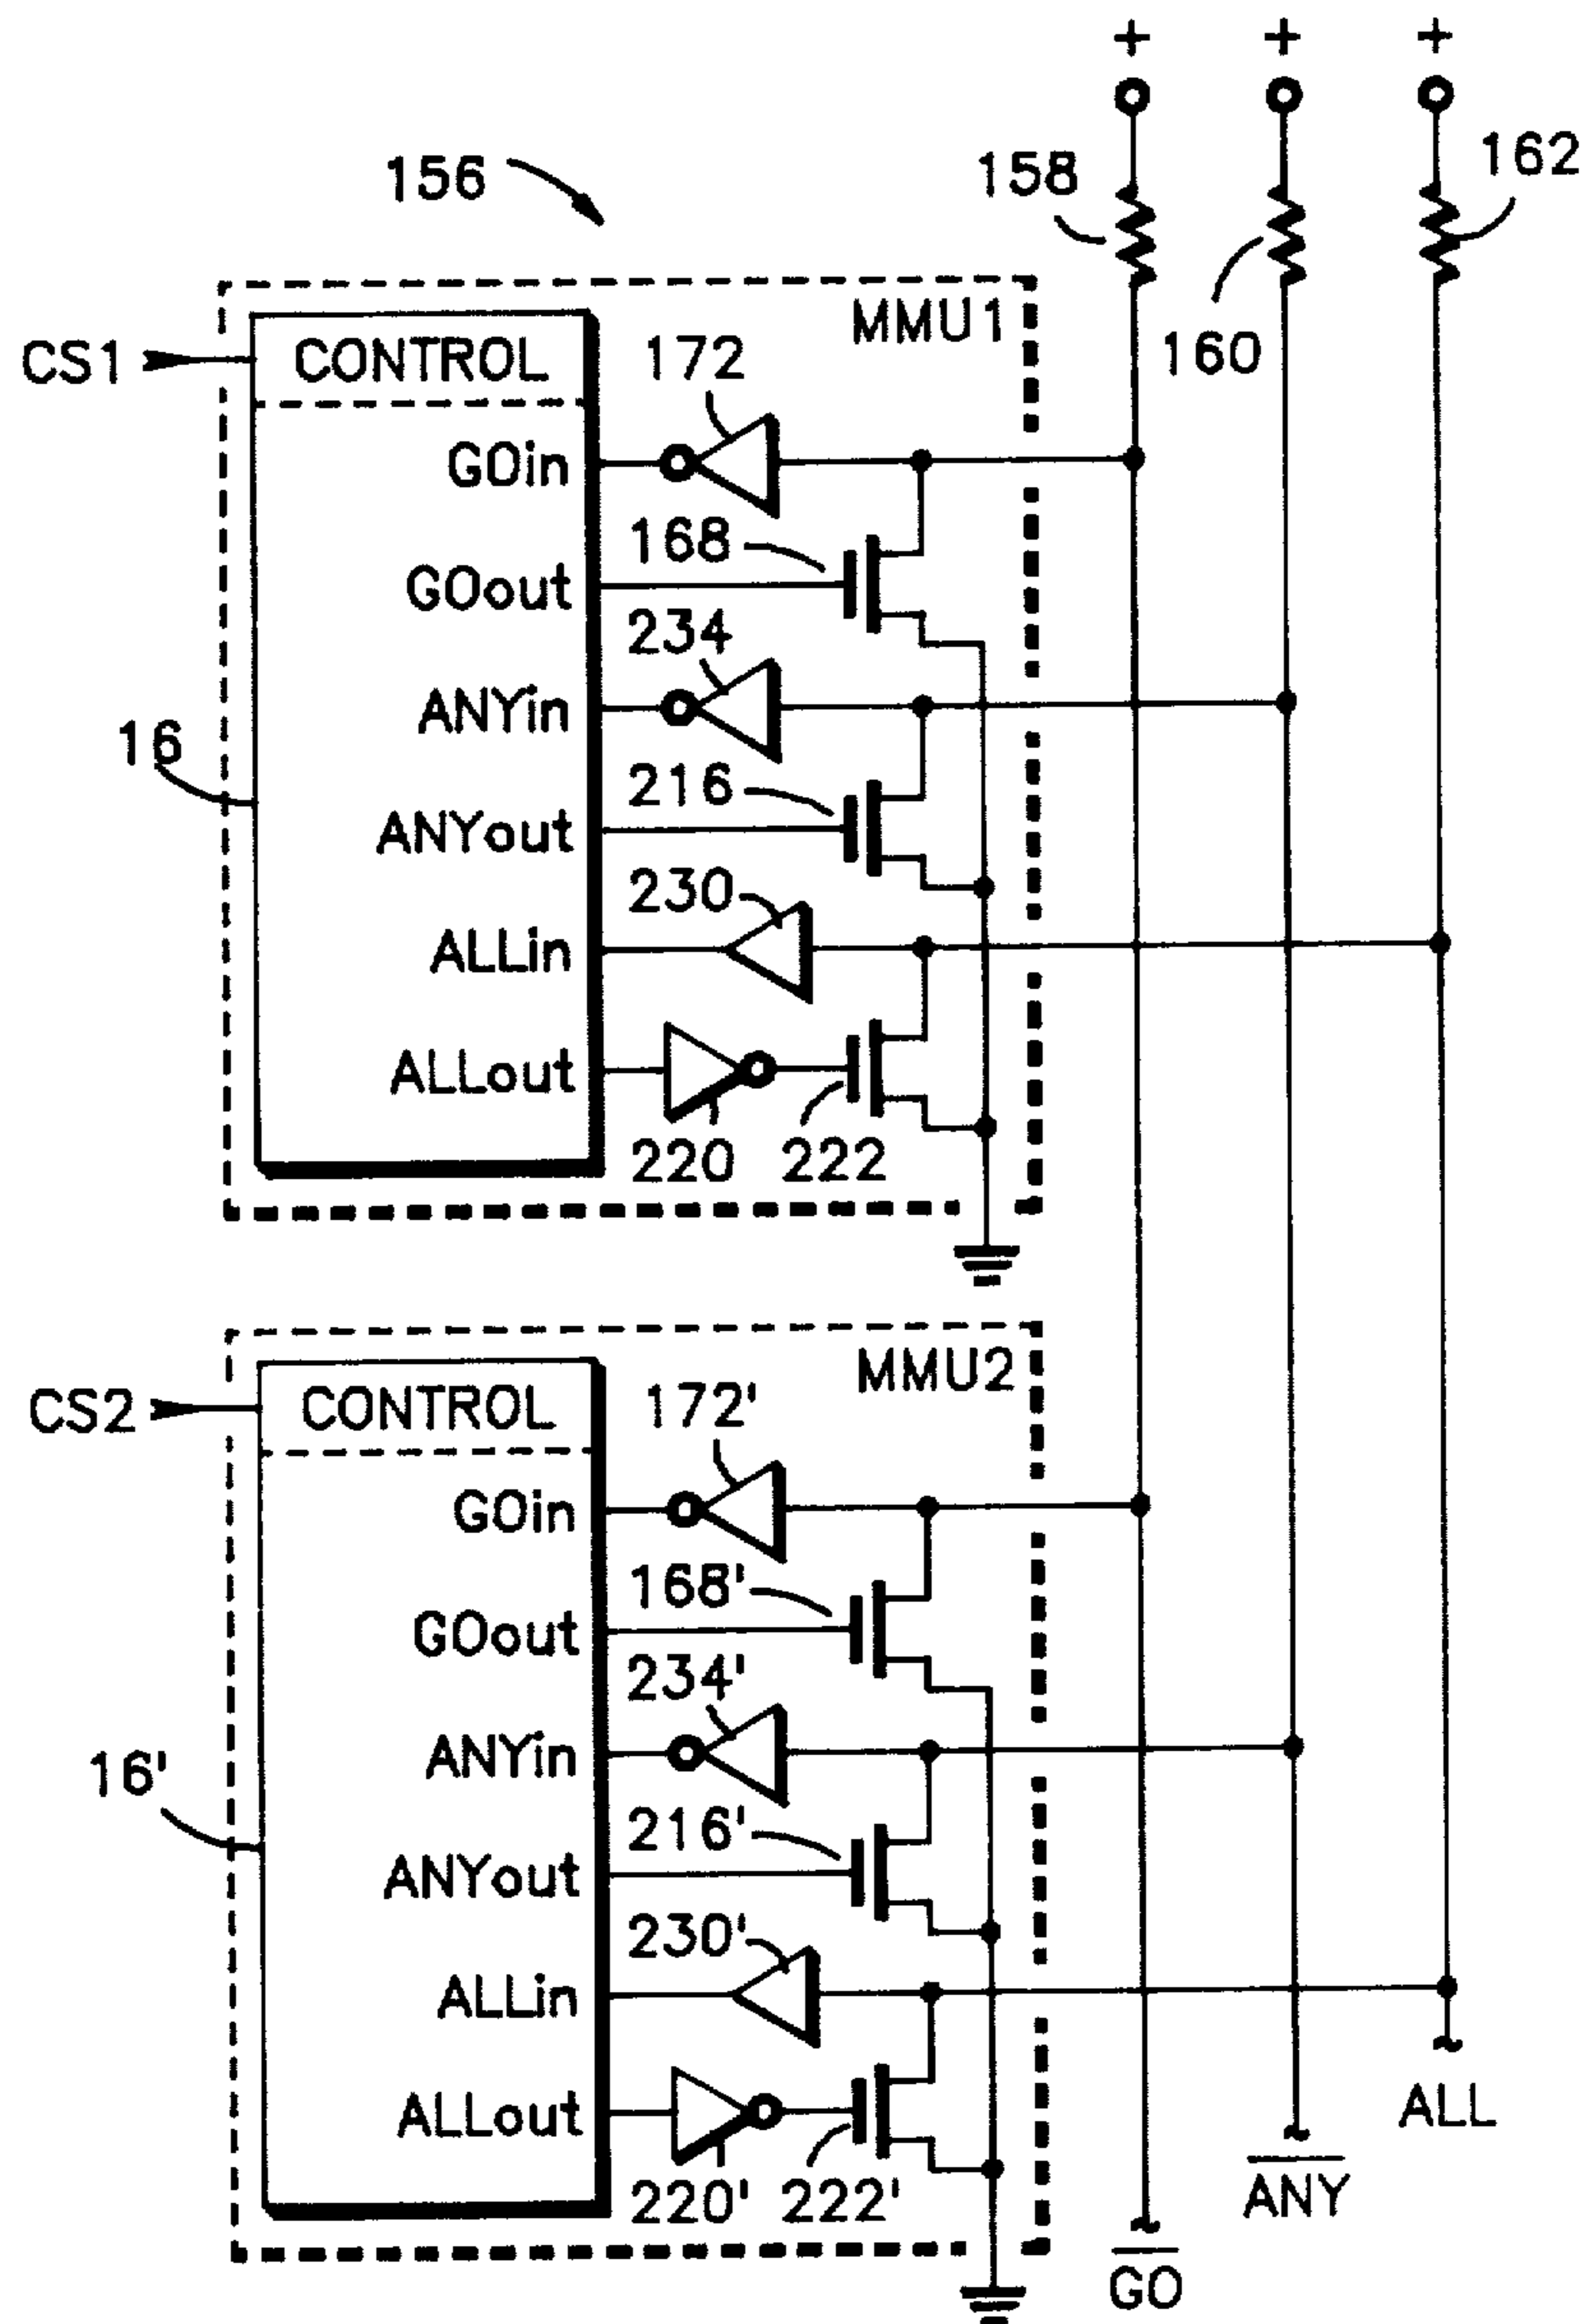 + + +
156
158
162
160
MMU1
CS1
CONTROL
172
GOin
168
GOout
234
ANYin
16
216
ANYout
230
ALLin
ALLout
220
222
MMU2
CS2
CONTROL
172'
GOin
168'
GOout
234'
ANYin
16'
216'
ANYout
230'
ALLin
ALLout
220'
222'
ALL
ANY
GO